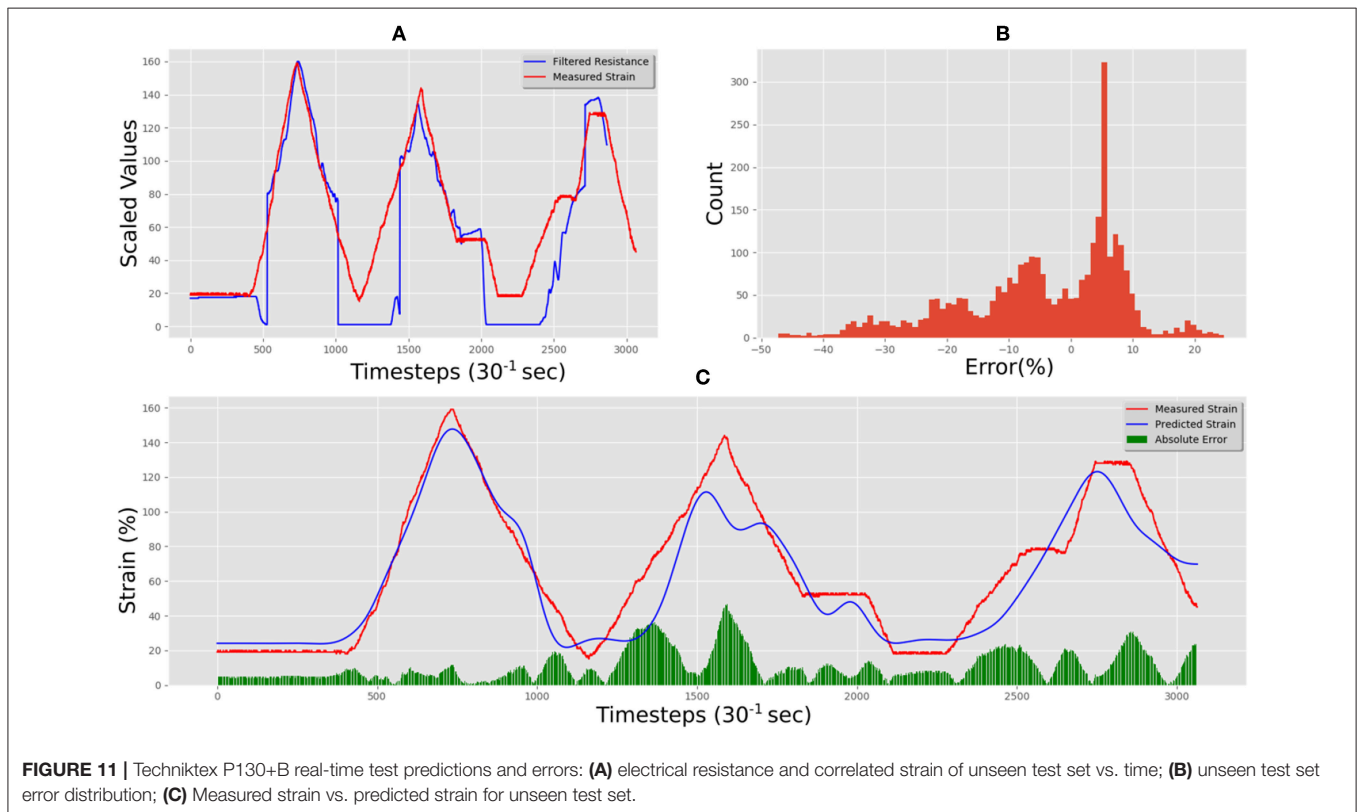 A
Filtered Resistance
Measured Strain
Scaled Values
160
140
120
100
80
60
40
20
0
0 500 1000 1500 2000 2500 3000
Timesteps (30⁻¹ sec)
B
Count
300
250
200
150
100
50
0
−50 −40 −30 −20 −10 0 10 20
Error(%)
C
Measured Strain
Predicted Strain
Absolute Error
Strain (%)
160
140
120
100
80
60
40
20
0
0 500 1000 1500 2000 2500 3000
Timesteps (30⁻¹ sec)
FIGURE 11 | Techniktex P130+B real-time test predictions and errors: (A) electrical resistance and correlated strain of unseen test set vs. time; (B) unseen test set
error distribution; (C) Measured strain vs. predicted strain for unseen test set.